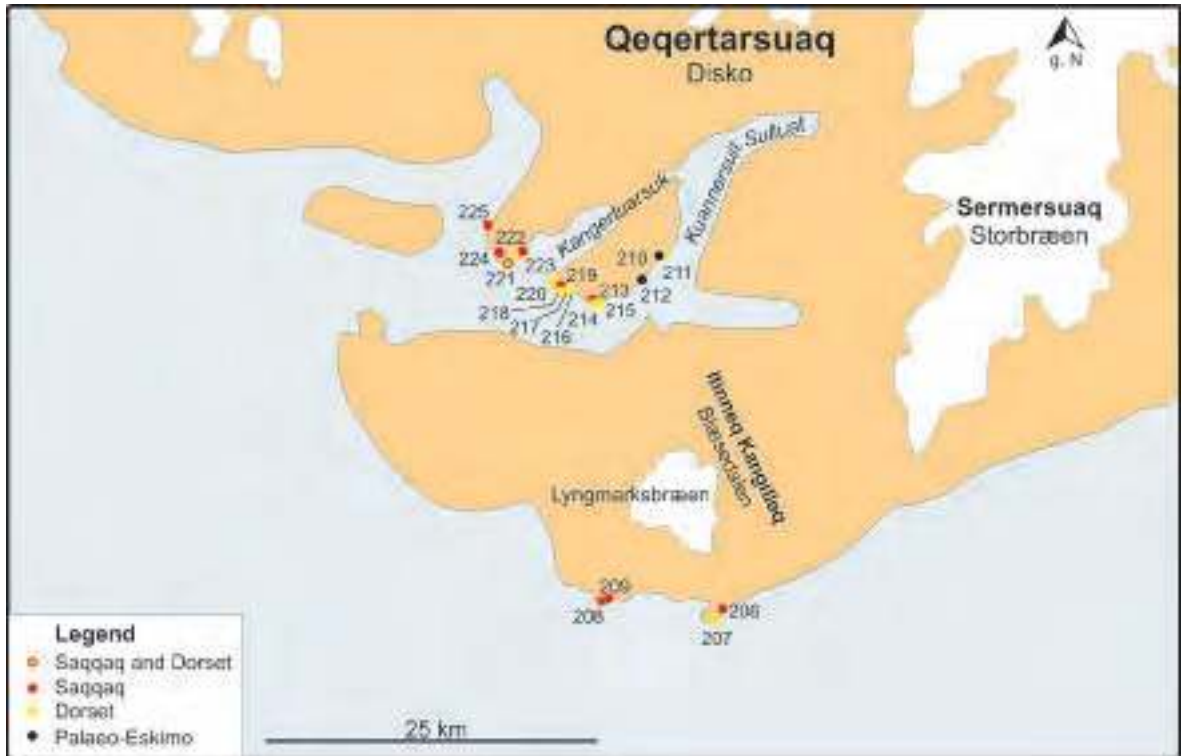 Qeqertarsuaq
Disko
g. N
Kuannersuit Sulluat
Kangerluarsuk
Sermersuaq
Storbræen
225
222
224
223
221
210
211
212
219
220
213
215
218
214
217
216
Itinneq Kangilleq
Blæsedalen
Lyngmarksbræen
209
208
206
207
Legend
Saqqaq and Dorset
Saqqaq
Dorset
Palaeo-Eskimo
25 km